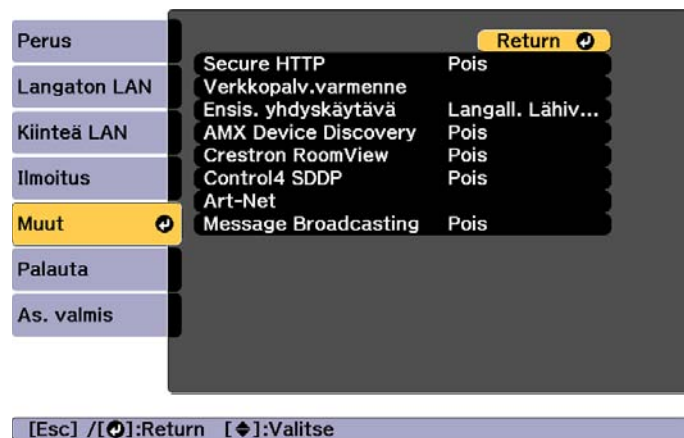 Perus
Langaton LAN
Kiinteä LAN
Ilmoitus
Muut
Palauta
As. valmis
Return
Secure HTTP Pois
Verkkopalv.varmenne
Ensis. yhdyskäytävä Langall. Lähiv...
AMX Device Discovery Pois
Crestron RoomView Pois
Control4 SDDP Pois
Art-Net
Message Broadcasting Pois
[Esc] /[]:Return []:Valitse